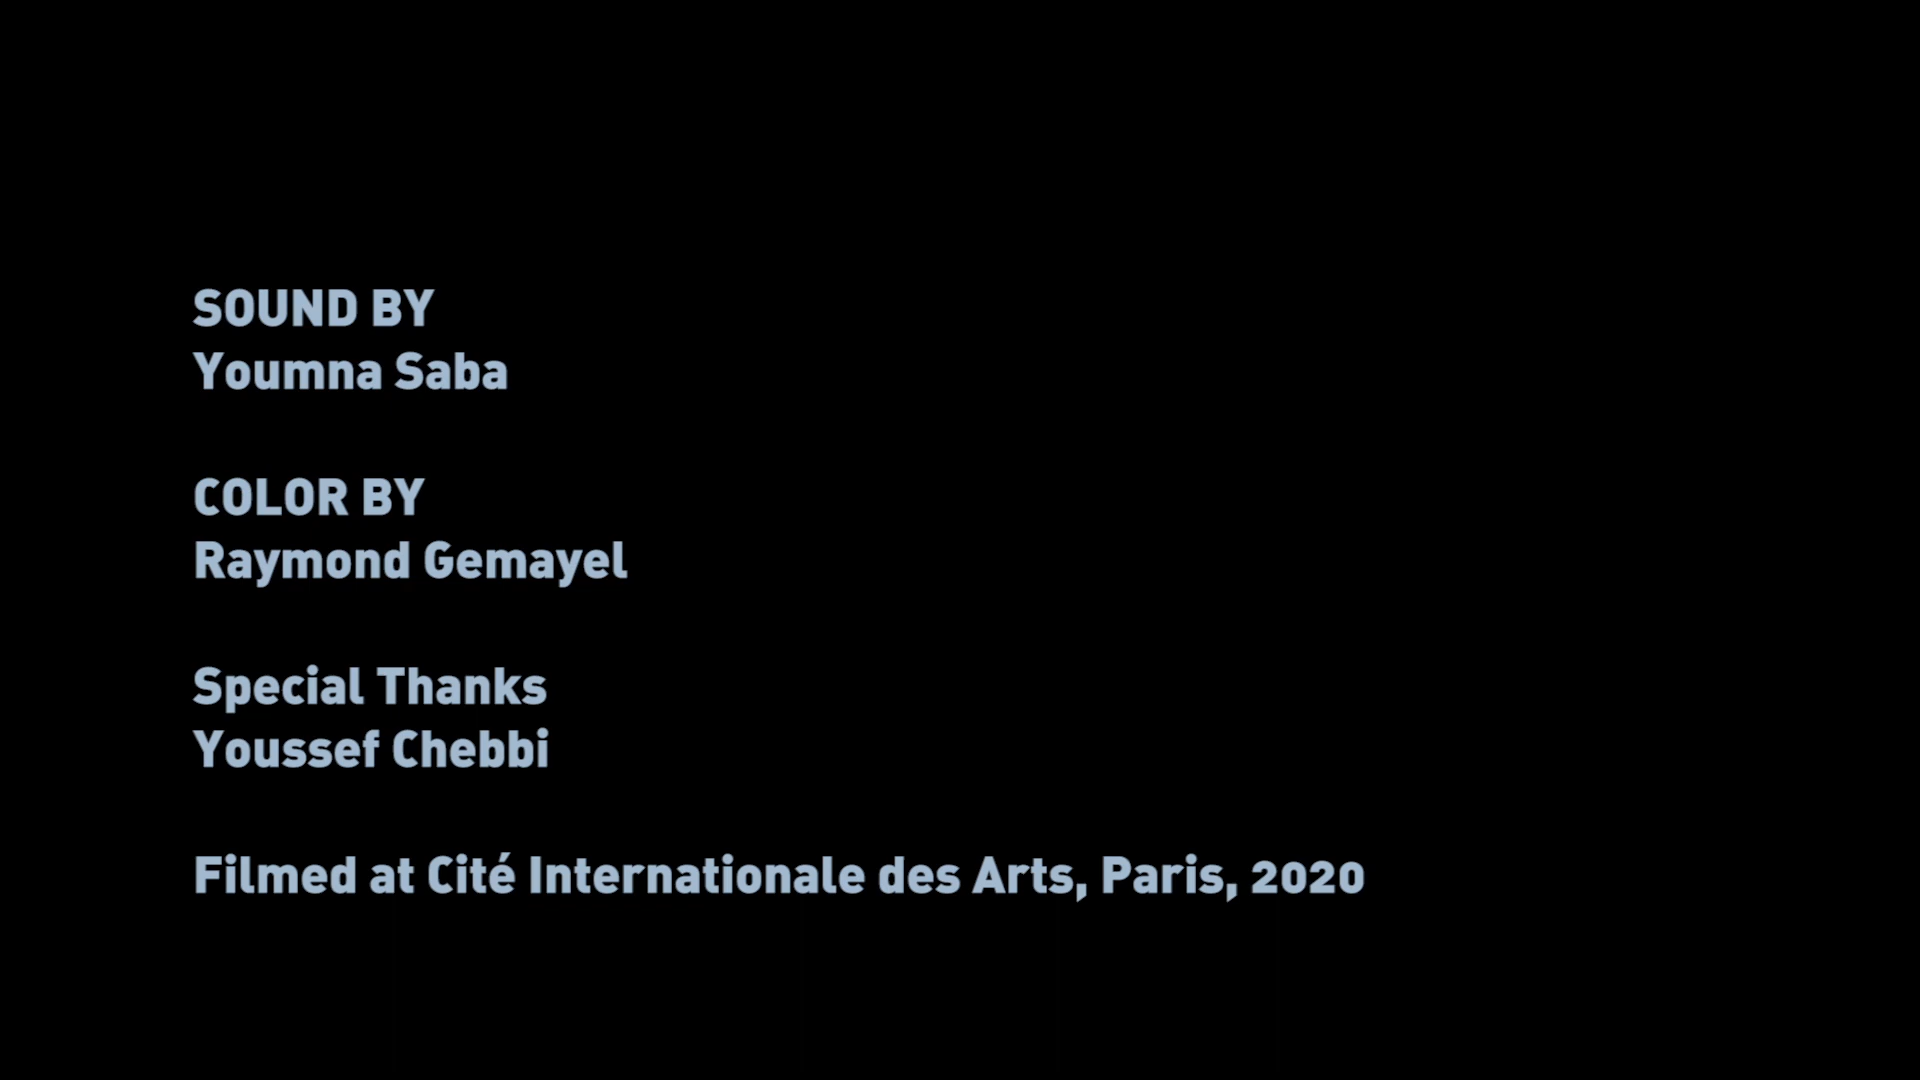 SOUND BY
Youmna Saba
COLOR BY
Raymond Gemayel
Special Thanks
Youssef Chebbi
Filmed at Cité Internationale des Arts, Paris, 2020